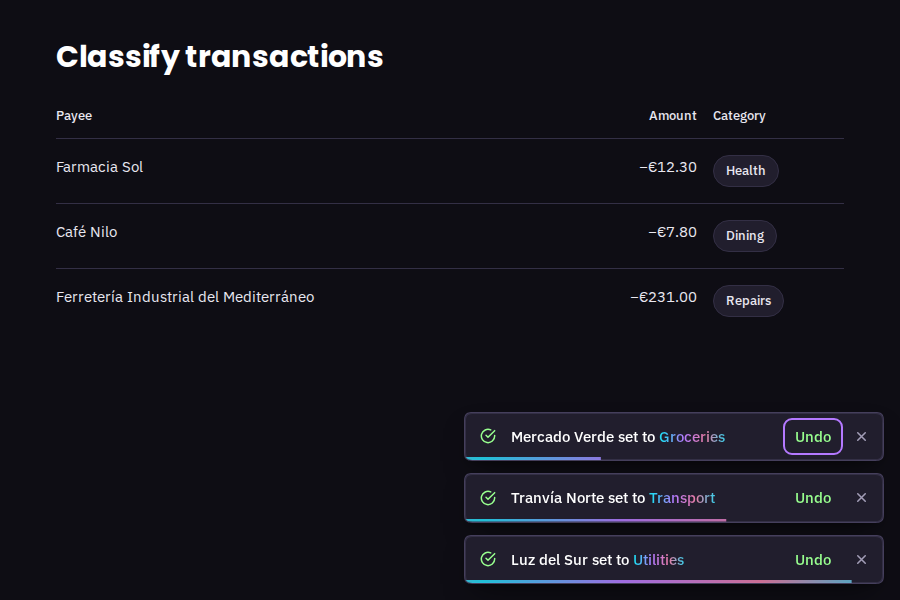 Classify transactions
Payee Amount Category
Farmacia Sol −€12.30 Health
Café Nilo −€7.80 Dining
Ferretería Industrial del Mediterráneo −€231.00 Repairs
Mercado Verde set to Groceries Undo
Tranvía Norte set to Transport Undo
Luz del Sur set to Utilities Undo